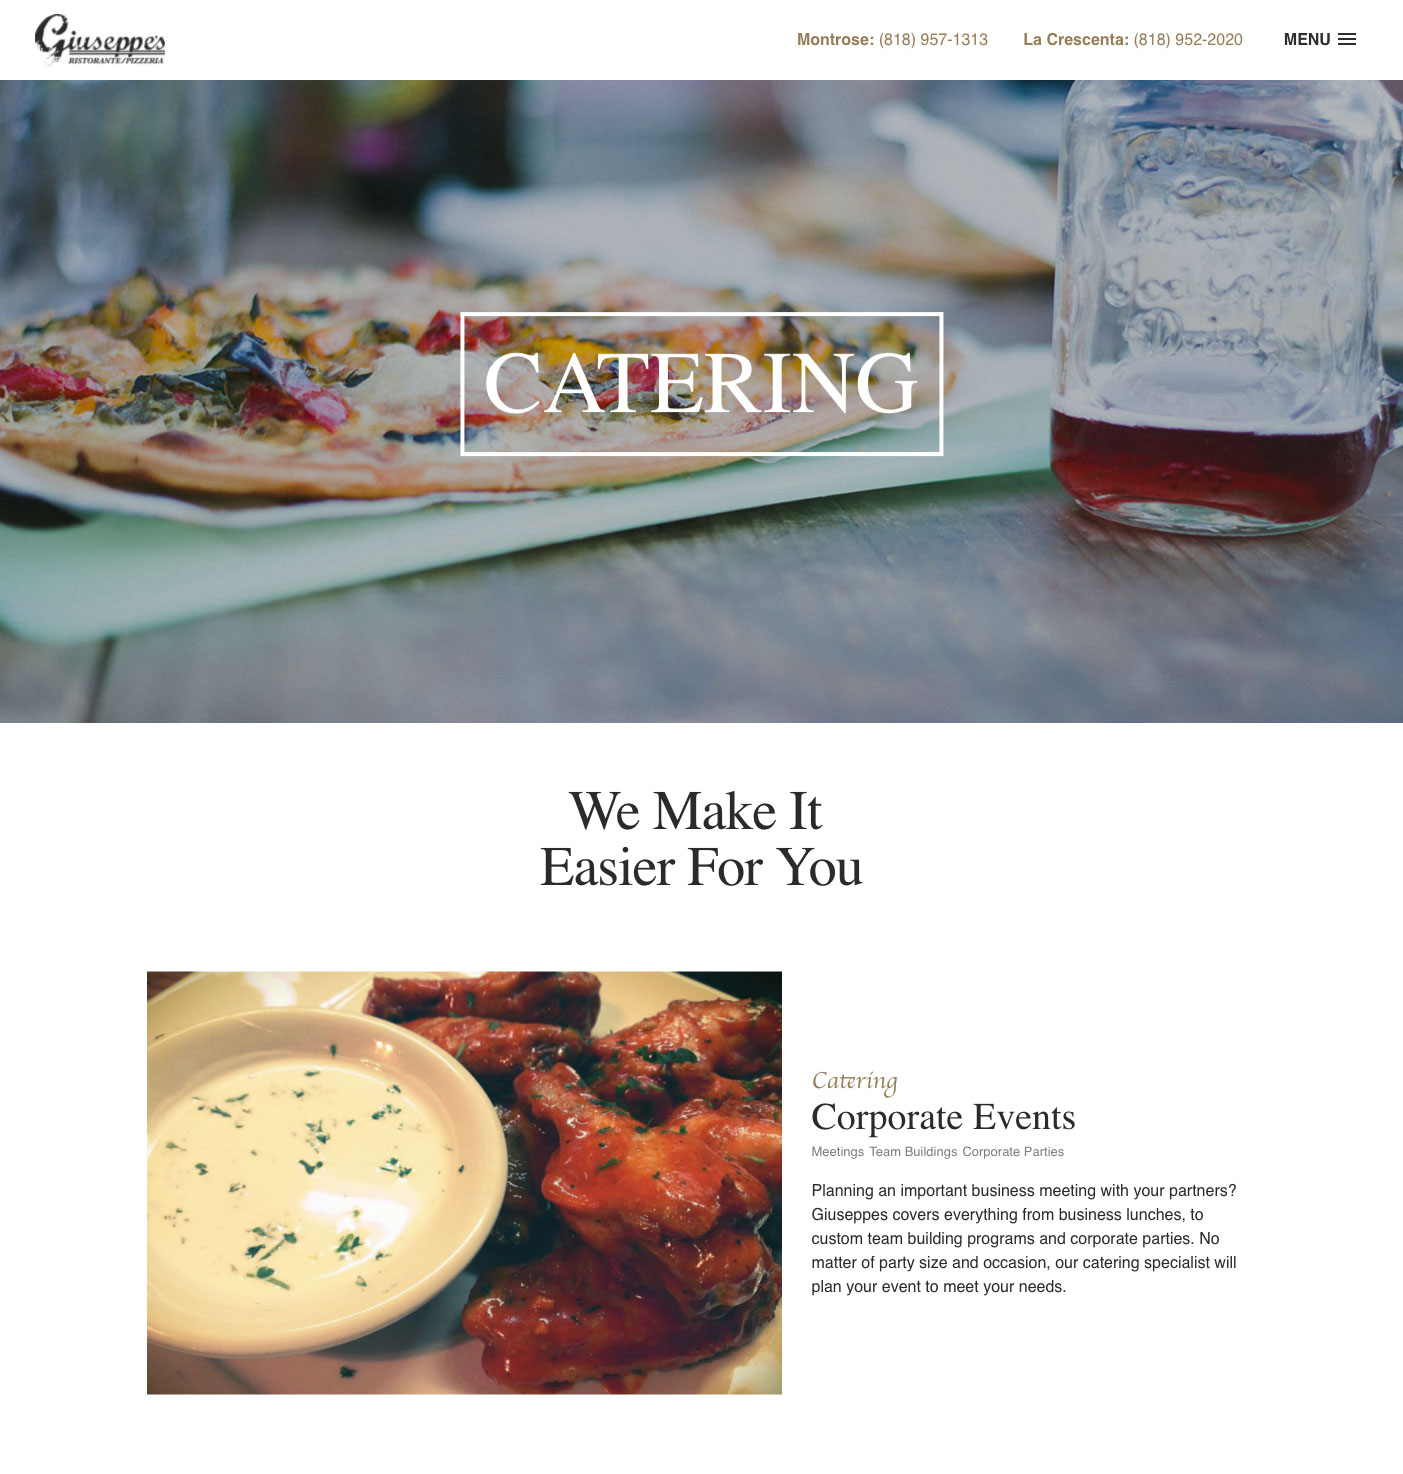 Giuseppe's
RISTORANTE/PIZZERIA
Montrose: (818) 957-1313
La Crescenta: (818) 952-2020
MENU
CATERING
We Make It
Easier For You
Catering
Corporate Events
Meetings Team Buildings Corporate Parties
Planning an important business meeting with your partners?
Giuseppes covers everything from business lunches, to
custom team building programs and corporate parties. No
matter of party size and occasion, our catering specialist will
plan your event to meet your needs.